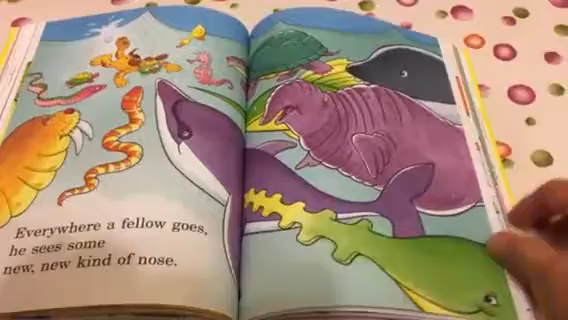 Everywhere a fellow goes,
he sees some
new, new kind of nose.